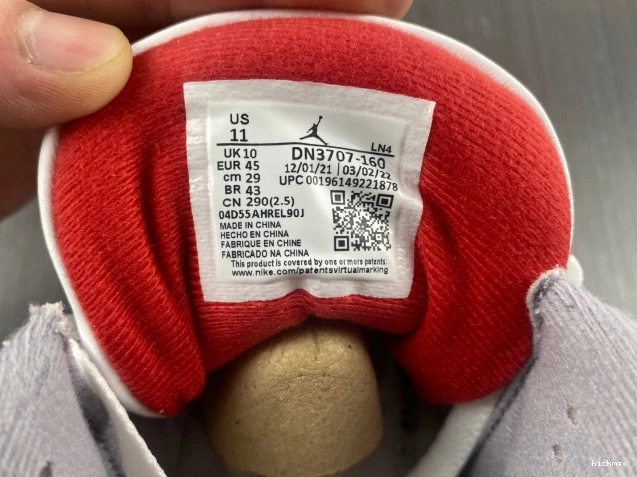 US
11
LN4
UK 10
DN3707-160
EUR 45
12/01/21 | 03/02/22
cm 29
UPC 00196149221878
BR 43
CN 290(2.5)
04D55AHREL90J
MADE IN CHINA
HECHO EN CHINA
FABRIQUE EN CHINE
FABRICADO NA CHINA
This product is covered by one or more patents:
www.nike.com/patentsvirtualmarking
kickmax